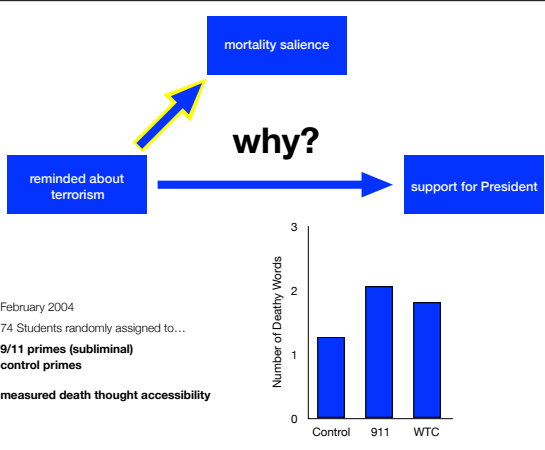 mortality salience
why?
reminded about
terrorism
support for President
February 2004
74 Students randomly assigned to…
9/11 primes (subliminal)
control primes
measured death thought accessibility
Number of Deathy Words
3
2
1
0
Control 911 WTC